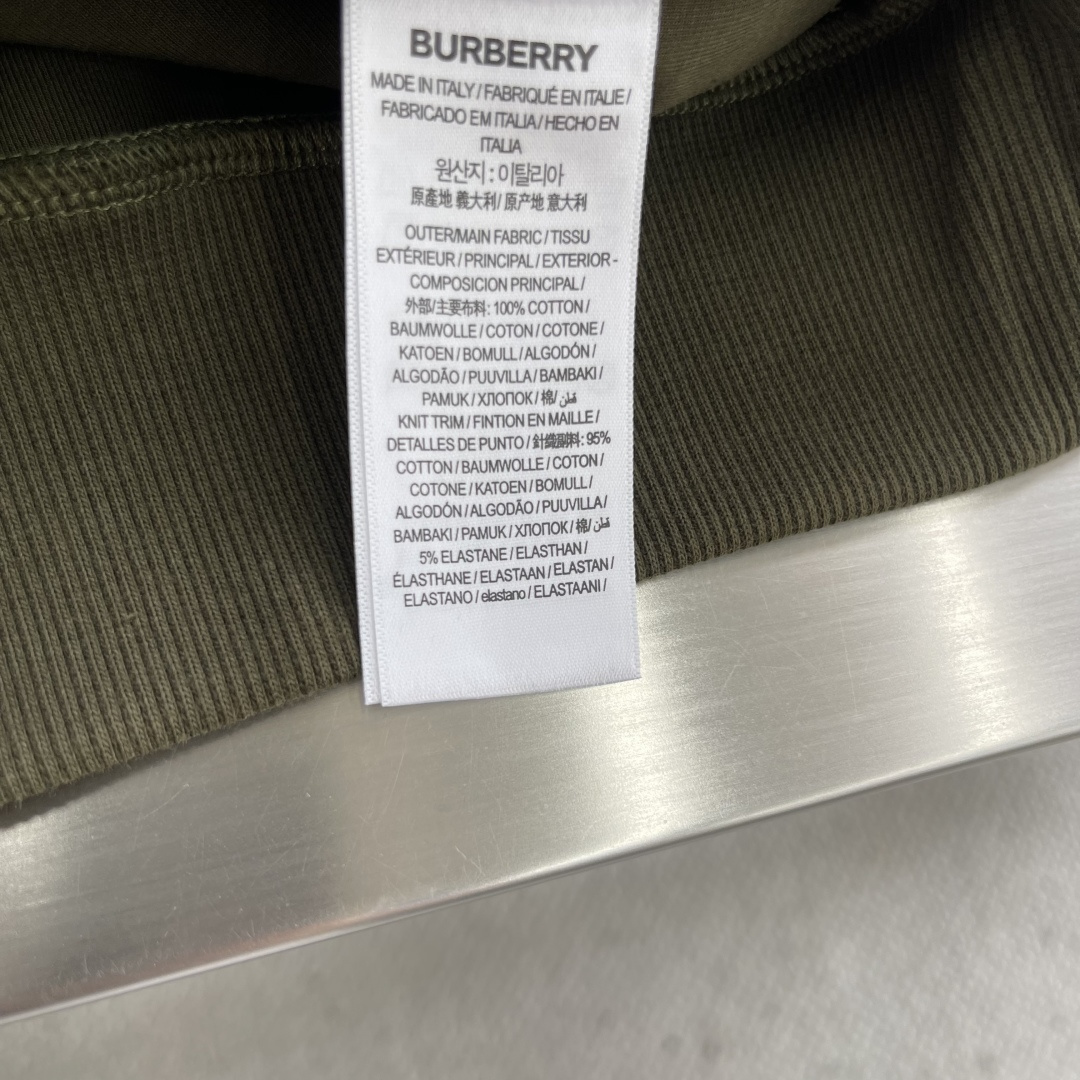 BURBERRY
MADE IN ITALY / FABRIQUÉ EN ITALIE /
FABRICADO EM ITALIA / HECHO EN
ITALIA
원산지 : 이탈리아
原產地 義大利/ 原产地 意大利
OUTER/MAIN FABRIC / TISSU
EXTÉRIEUR / PRINCIPAL / EXTERIOR -
COMPOSICION PRINCIPAL /
外部/主要布料: 100% COTTON /
BAUMWOLLE / COTON / COTONE /
KATOEN / BOMULL / ALGODÓN /
ALGODÃO / PUUVILLA / BAMBAKI /
PAMUK / ХЛОПОК / 棉/ قطن
KNIT TRIM / FINTION EN MAILLE /
DETALLES DE PUNTO / 針織副料: 95%
COTTON / BAUMWOLLE / COTON /
COTONE / KATOEN / BOMULL /
ALGODÓN / ALGODÃO / PUUVILLA /
BAMBAKI / PAMUK / ХЛОПОК / 棉/ قطن
5% ELASTANE / ELASTHAN /
ÉLASTHANE / ELASTAAN / ELASTAN /
ELASTANO / elastano / ELASTAANI /